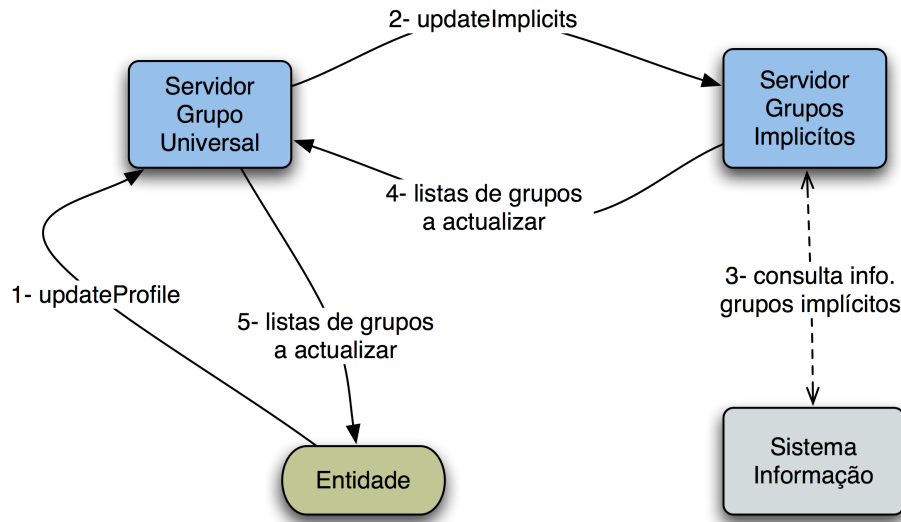 2- updateImplicits
Servidor
Grupo
Universal
Servidor
Grupos
Implicítos
4- listas de grupos
a actualizar
1- updateProfile
3- consulta info.
grupos implícitos
5- listas de grupos
a actualizar
Entidade
Sistema
Informação